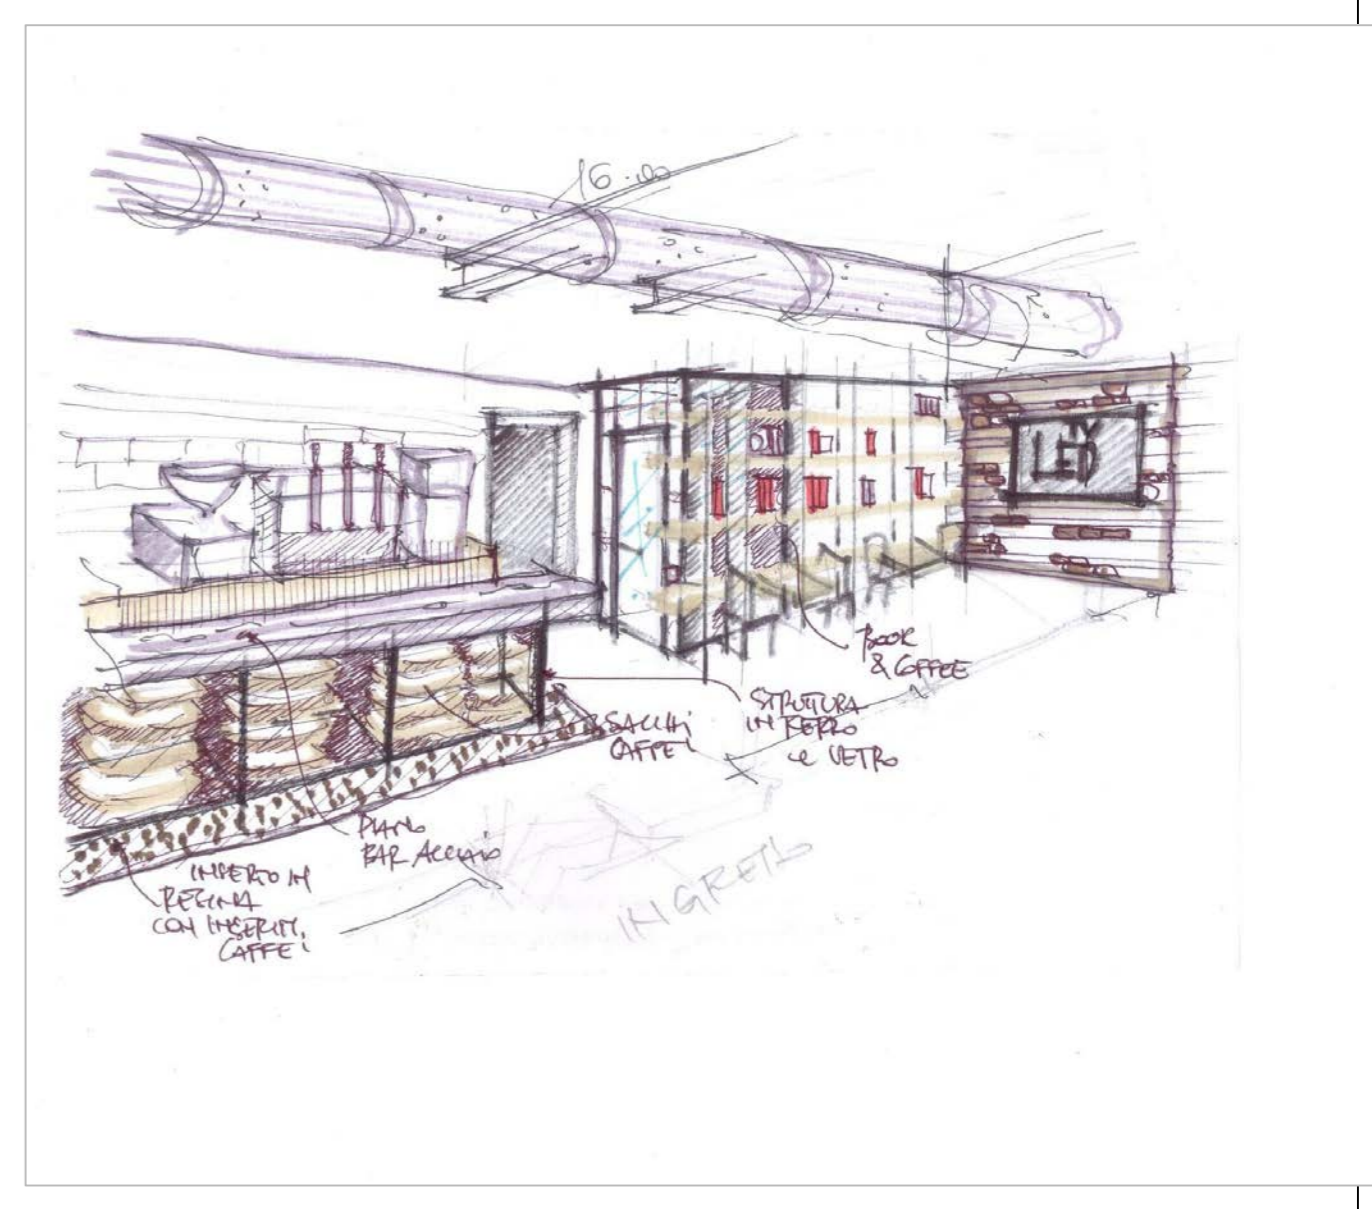 16.00
LED
BOOK
& COFFEE
STRUTTURA
IN FERRO
e VETRO
SACCHI
CAFFE'
PIANO
BAR ACCIAIO
INSERTO IN
RESINA
CON INSERTI
CAFFE'
INGRESSO